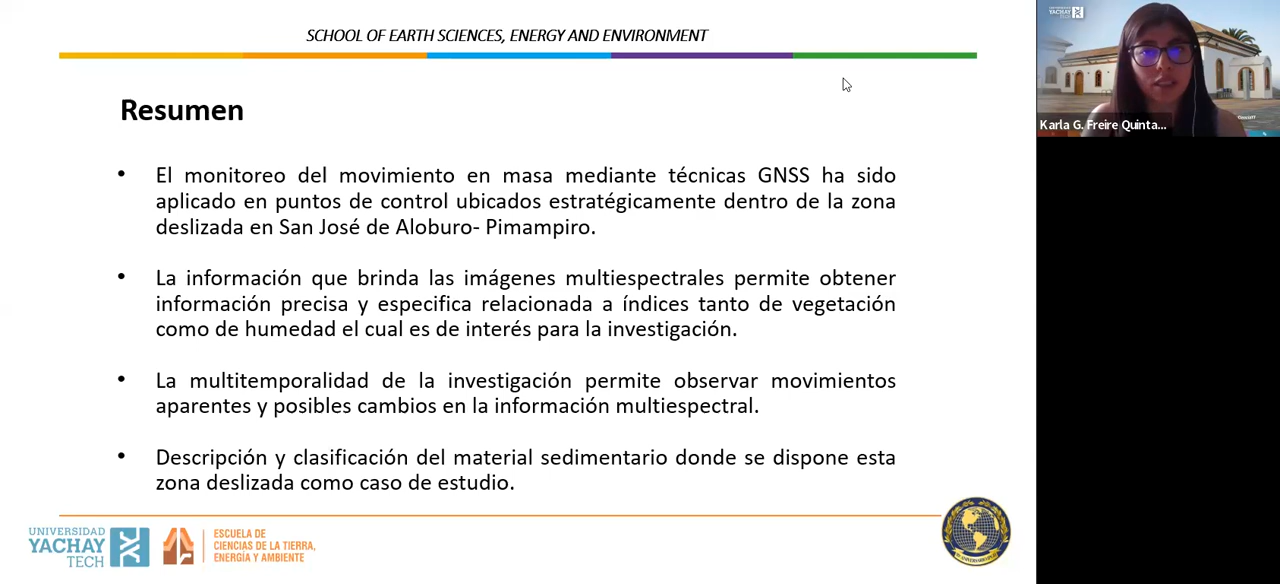 SCHOOL OF EARTH SCIENCES, ENERGY AND ENVIRONMENT
Resumen
• El monitoreo del movimiento en masa mediante técnicas GNSS ha sido
aplicado en puntos de control ubicados estratégicamente dentro de la zona
deslizada en San José de Aloburo- Pimampiro.
• La información que brinda las imágenes multiespectrales permite obtener
información precisa y especifica relacionada a índices tanto de vegetación
como de humedad el cual es de interés para la investigación.
• La multitemporalidad de la investigación permite observar movimientos
aparentes y posibles cambios en la información multiespectral.
• Descripción y clasificación del material sedimentario donde se dispone esta
zona deslizada como caso de estudio.
UNIVERSIDAD
YACHAY
TECH
ESCUELA DE
CIENCIAS DE LA TIERRA,
ENERGÍA Y AMBIENTE
UNIVERSIDAD
YACHAY
TECH
Karla G. Freire Quinta...